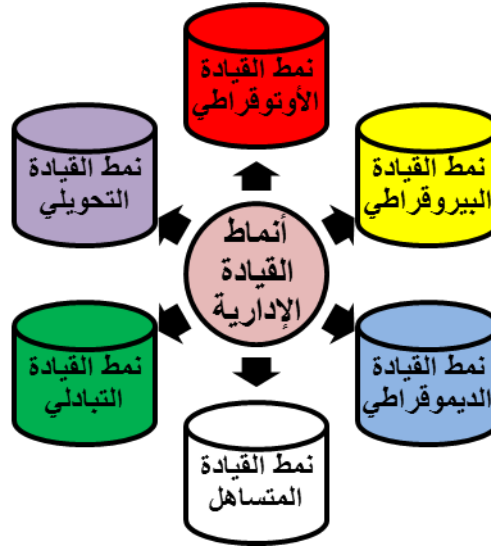 نمط القيادة
الأوتوقراطي
نمط القيادة
البيروقراطي
نمط القيادة
التحويلي
أنماط
القيادة
الإدارية
نمط القيادة
الديموقراطي
نمط القيادة
التبادلي
نمط القيادة
المتساهل